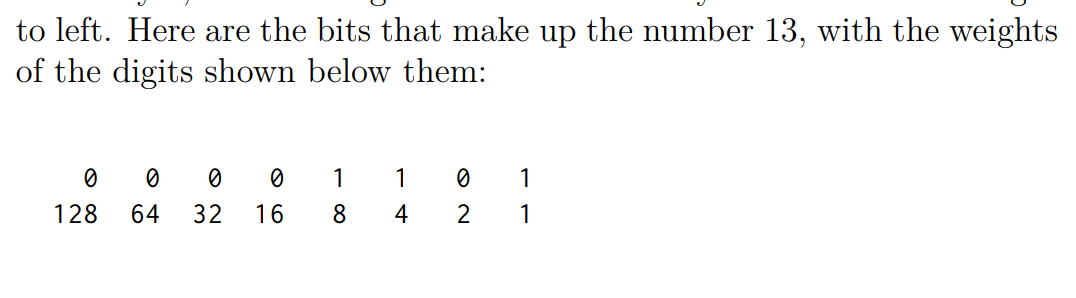 to left. Here are the bits that make up the number 13, with the weights
of the digits shown below them:
0 0 0 0 1 1 0 1
128 64 32 16 8 4 2 1